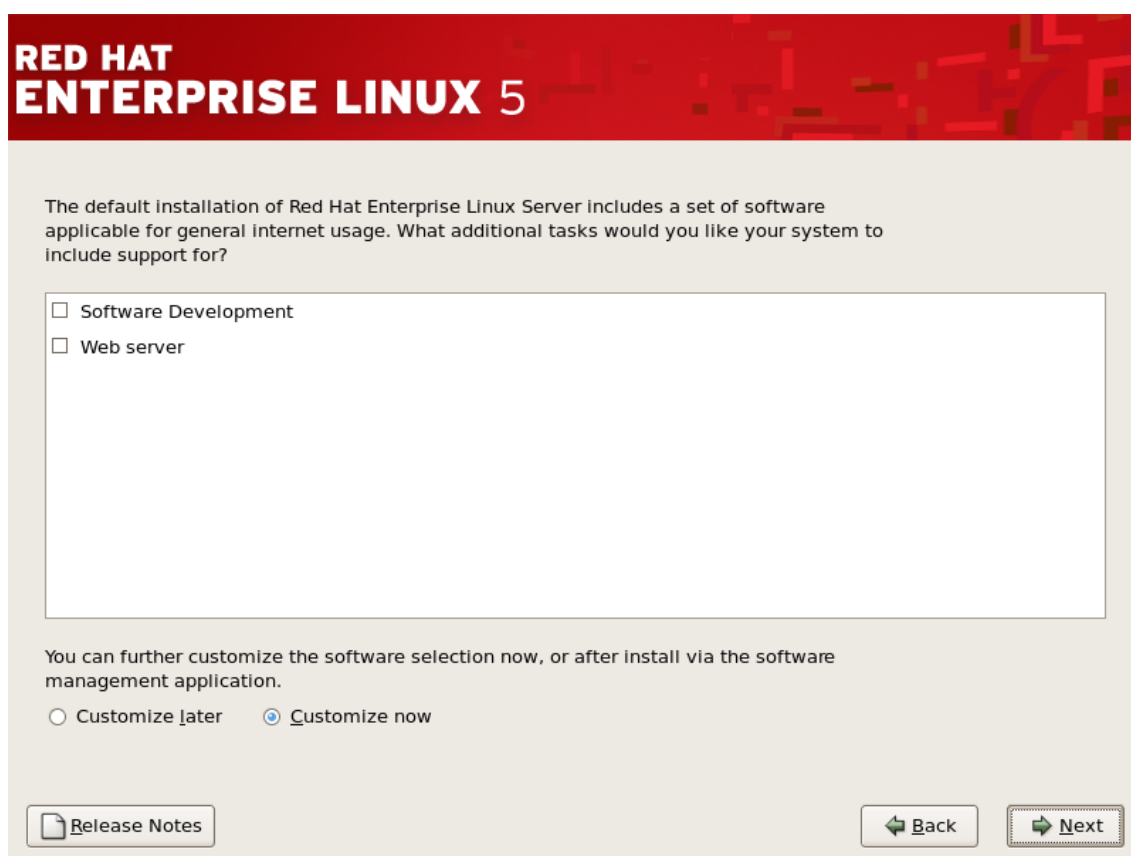 RED HAT
ENTERPRISE LINUX 5
The default installation of Red Hat Enterprise Linux Server includes a set of software
applicable for general internet usage. What additional tasks would you like your system to
include support for?
Software Development
Web server
You can further customize the software selection now, or after install via the software
management application.
Customize later Customize now
Release Notes Back Next